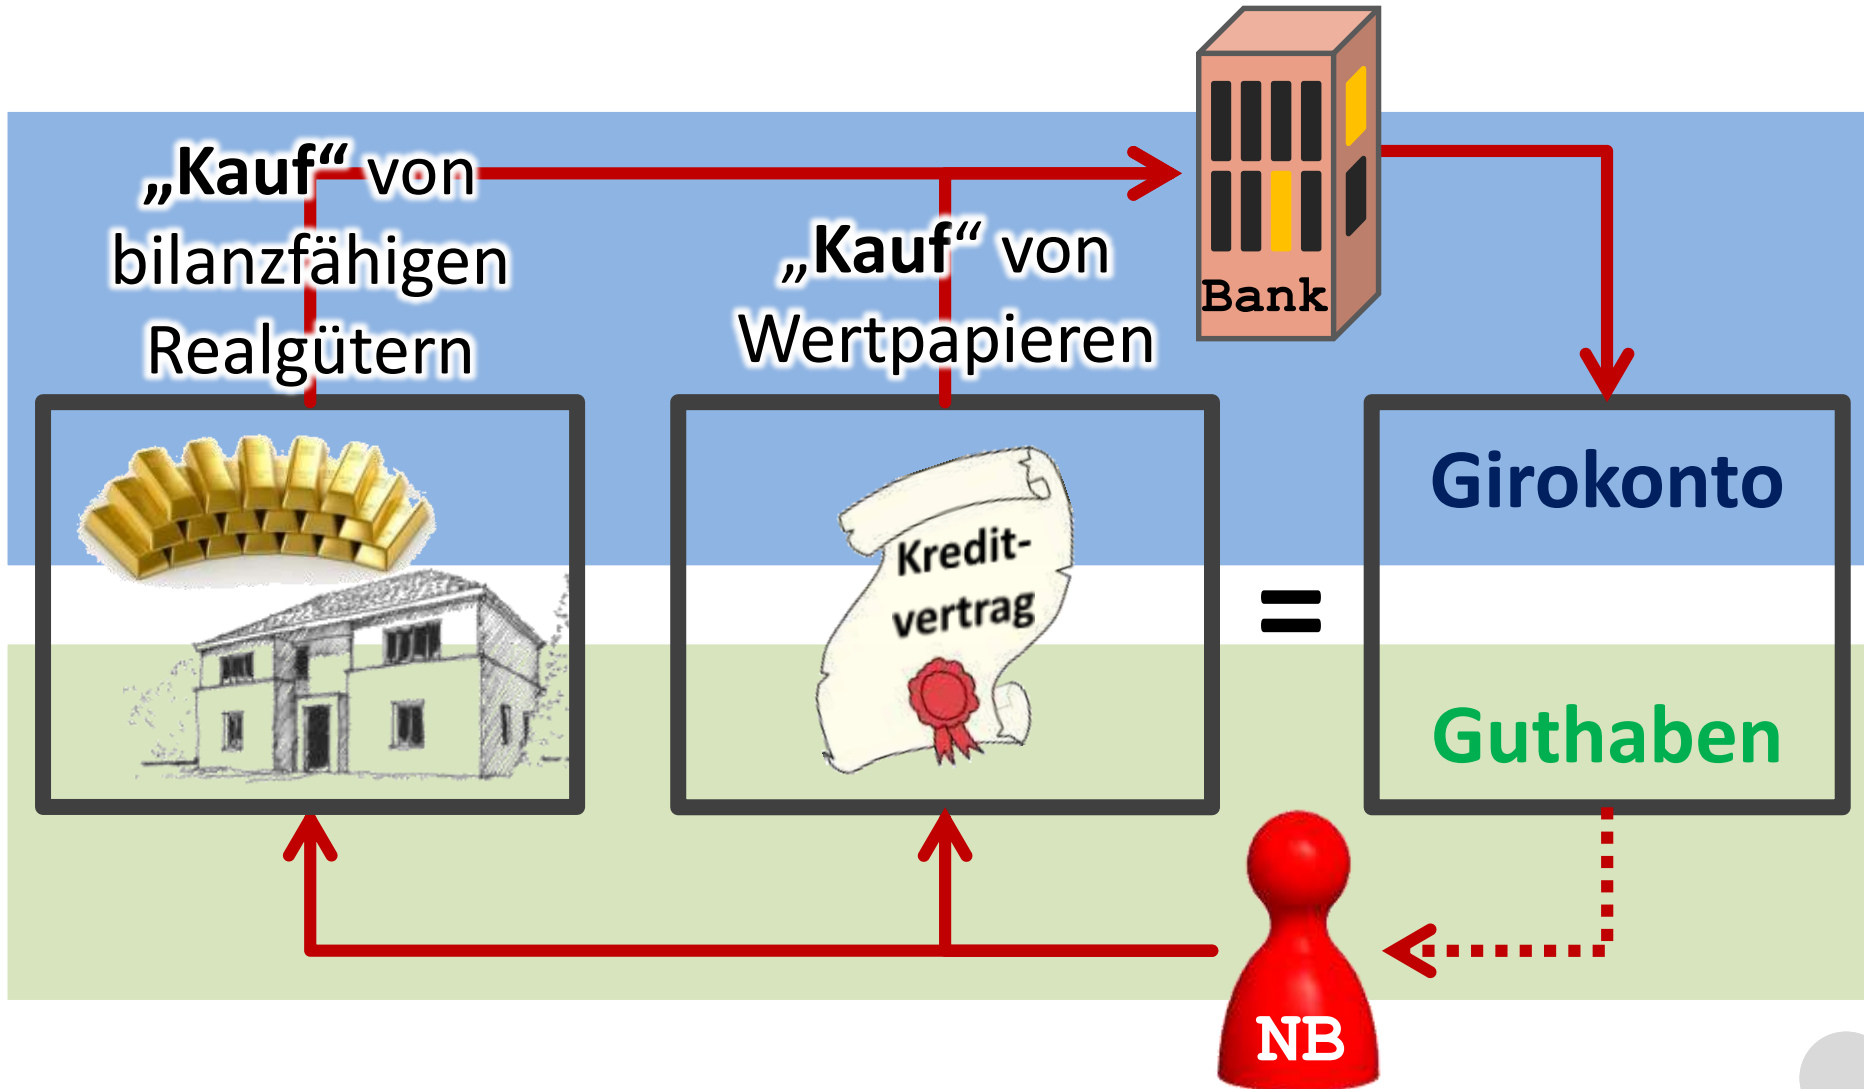 „Kauf“ von
bilanzfähigen
Realgütern
„Kauf“ von
Wertpapieren
Bank
Kredit-
vertrag
=
Girokonto
Guthaben
NB